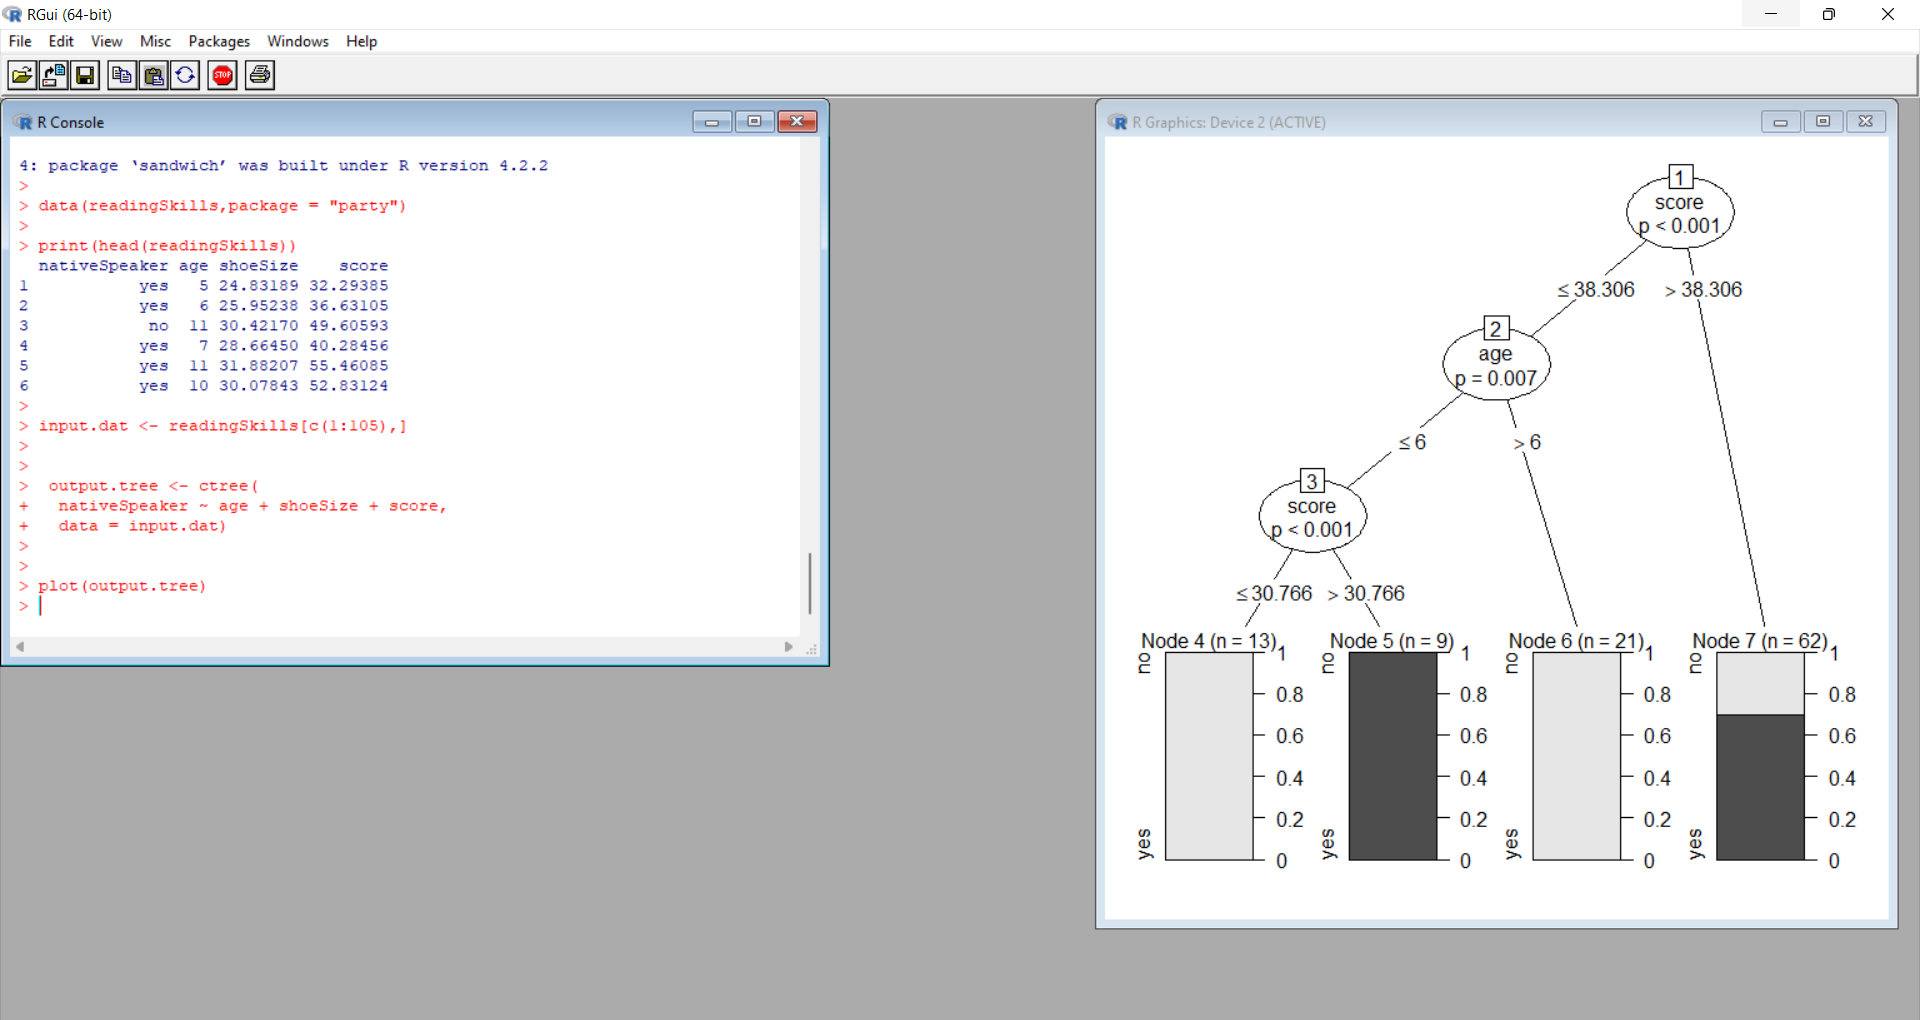 RGui (64-bit)
File Edit View Misc Packages Windows Help
STOP
R Console
4: package ‘sandwich’ was built under R version 4.2.2
>
> data(readingSkills,package = "party")
>
> print(head(readingSkills))
nativeSpeaker age shoeSize score
1 yes 5 24.83189 32.29385
2 yes 6 25.95238 36.63105
3 no 11 30.42170 49.60593
4 yes 7 28.66450 40.28456
5 yes 11 31.88207 55.46085
6 yes 10 30.07843 52.83124
>
> input.dat <- readingSkills[c(1:105),]
>
>
> output.tree <- ctree(
+ nativeSpeaker ~ age + shoeSize + score,
+ data = input.dat)
>
>
> plot(output.tree)
>
R Graphics: Device 2 (ACTIVE)
1
score
p < 0.001
≤ 38.306 > 38.306
2
age
p = 0.007
≤ 6 > 6
3
score
p < 0.001
≤ 30.766 > 30.766
Node 4 (n = 13)
no
yes
1
0.8
0.6
0.4
0.2
0
Node 5 (n = 9)
no
yes
1
0.8
0.6
0.4
0.2
0
Node 6 (n = 21)
no
yes
1
0.8
0.6
0.4
0.2
0
Node 7 (n = 62)
no
yes
1
0.8
0.6
0.4
0.2
0